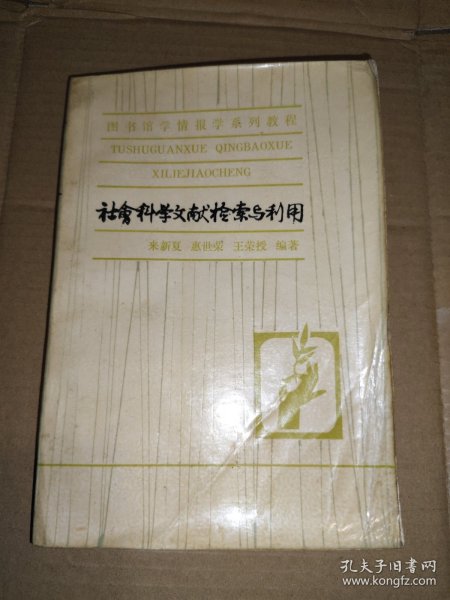 图书馆学情报学系列教程
TUSHUGUANXUE QINGBAOXUE
XILIEJIAOCHENG
社會科学文献检索与利用
来新夏 惠世荣 王荣授 编著
孔夫子旧书网
www.kongfz.com